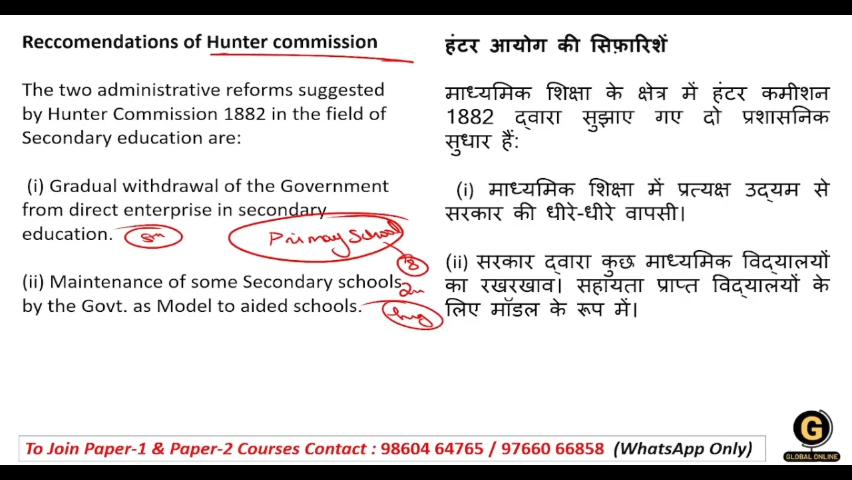 Reccomendations of Hunter commission
The two administrative reforms suggested
by Hunter Commission 1882 in the field of
Secondary education are:
(i) Gradual withdrawal of the Government
from direct enterprise in secondary
education.
Primary School
(ii) Maintenance of some Secondary schools
by the Govt. as Model to aided schools.
हंटर आयोग की सिफ़ारिशें
माध्यमिक शिक्षा के क्षेत्र में हंटर कमीशन
1882 द्वारा सुझाए गए दो प्रशासनिक
सुधार हैं:
(i) माध्यमिक शिक्षा में प्रत्यक्ष उद्यम से
सरकार की धीरे-धीरे वापसी।
(ii) सरकार द्वारा कुछ माध्यमिक विद्यालयों
का रखरखाव। सहायता प्राप्त विद्यालयों के
लिए मॉडल के रूप में।
G
GLOBAL ONLINE
To Join Paper-1 & Paper-2 Courses Contact : 98604 64765 / 97660 66858 (WhatsApp Only)